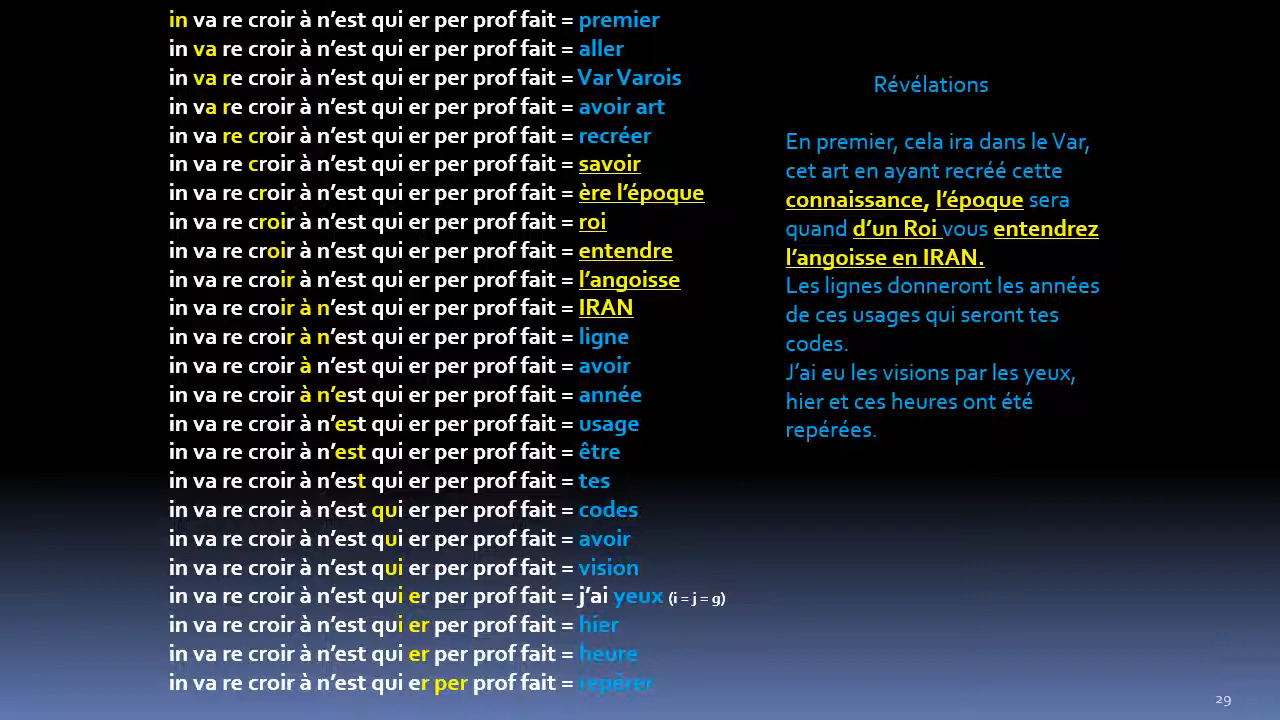 in va re croir à n’est qui er per prof fait = premier
in va re croir à n’est qui er per prof fait = aller
in va re croir à n’est qui er per prof fait = Var Varois
in va re croir à n’est qui er per prof fait = avoir art
in va re croir à n’est qui er per prof fait = recréer
in va re croir à n’est qui er per prof fait = savoir
in va re croir à n’est qui er per prof fait = ère l’époque
in va re croir à n’est qui er per prof fait = roi
in va re croir à n’est qui er per prof fait = entendre
in va re croir à n’est qui er per prof fait = l’angoisse
in va re croir à n’est qui er per prof fait = IRAN
in va re croir à n’est qui er per prof fait = ligne
in va re croir à n’est qui er per prof fait = avoir
in va re croir à n’est qui er per prof fait = année
in va re croir à n’est qui er per prof fait = usage
in va re croir à n’est qui er per prof fait = être
in va re croir à n’est qui er per prof fait = tes
in va re croir à n’est qui er per prof fait = codes
in va re croir à n’est qui er per prof fait = avoir
in va re croir à n’est qui er per prof fait = vision
in va re croir à n’est qui er per prof fait = j’ai yeux (i = j = g)
in va re croir à n’est qui er per prof fait = hier
in va re croir à n’est qui er per prof fait = heure
in va re croir à n’est qui er per prof fait = repérer
Révélations
En premier, cela ira dans le Var,
cet art en ayant recréé cette
connaissance, l’époque sera
quand d’un Roi vous entendrez
l’angoisse en IRAN.
Les lignes donneront les années
de ces usages qui seront tes
codes.
J’ai eu les visions par les yeux,
hier et ces heures ont été
repérées.
29